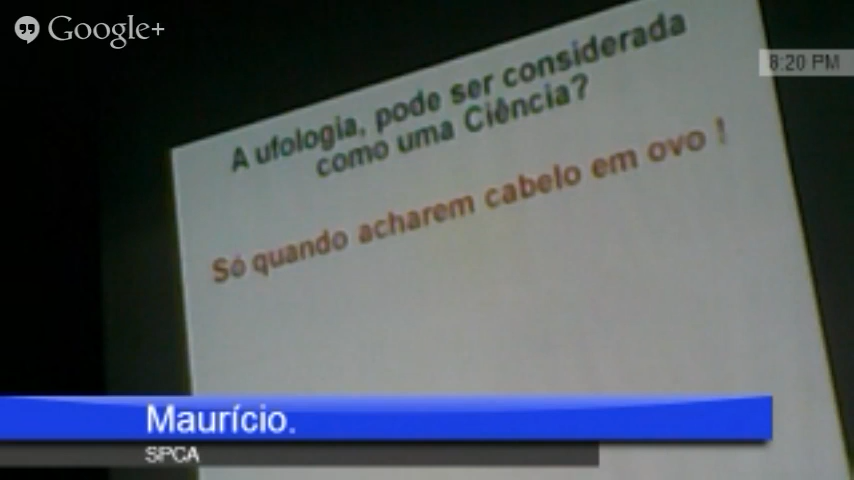 Google+
8:20 PM
A ufologia, pode ser considerada
como uma Ciência?
Só quando acharem cabelo em ovo !
Maurício.
SPCA